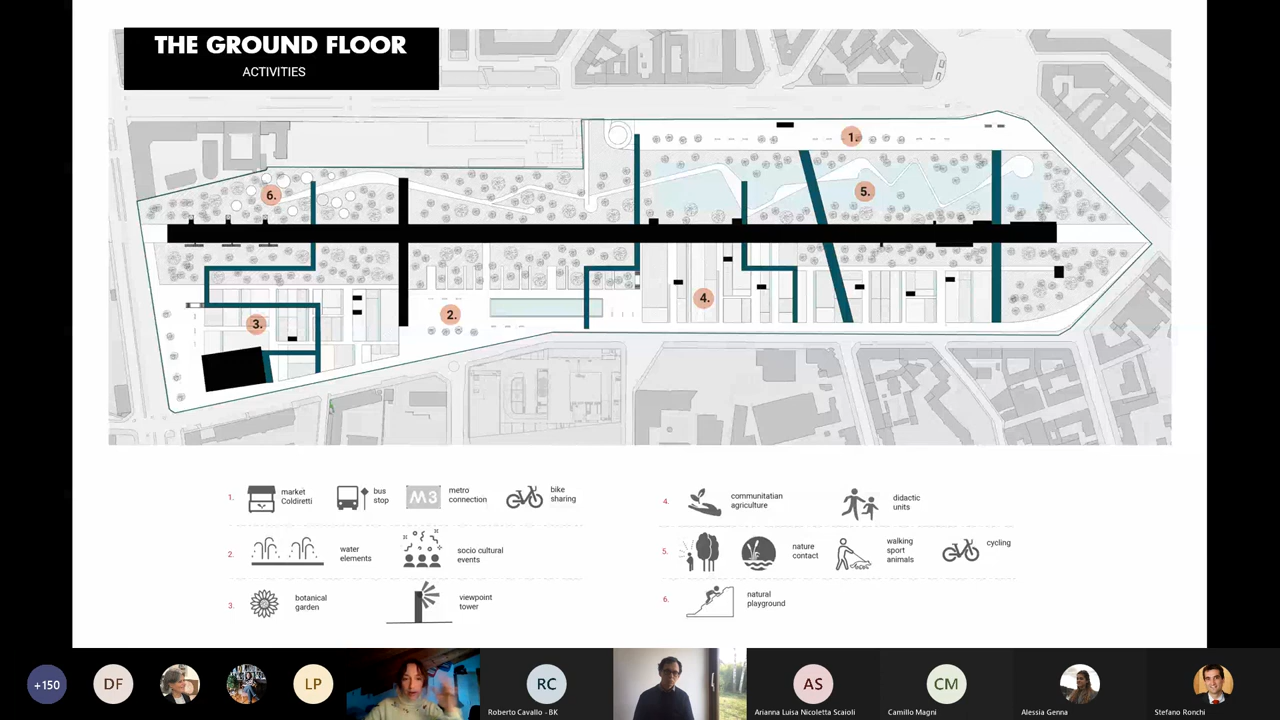 THE GROUND FLOOR
ACTIVITIES
1.
6.
5.
4.
2.
3.
1.
market
Coldiretti
bus
stop
M3
metro
connection
bike
sharing
2.
water
elements
socio cultural
events
3.
botanical
garden
viewpoint
tower
4.
communitatian
agriculture
didactic
units
5.
nature
contact
walking
sport
animals
cycling
6.
natural
playground
+150
DF
LP
RC
Roberto Cavallo - BK
AS
Arianna Luisa Nicoletta Scaioli
CM
Camillo Magni
Alessia Genna
Stefano Ronchi